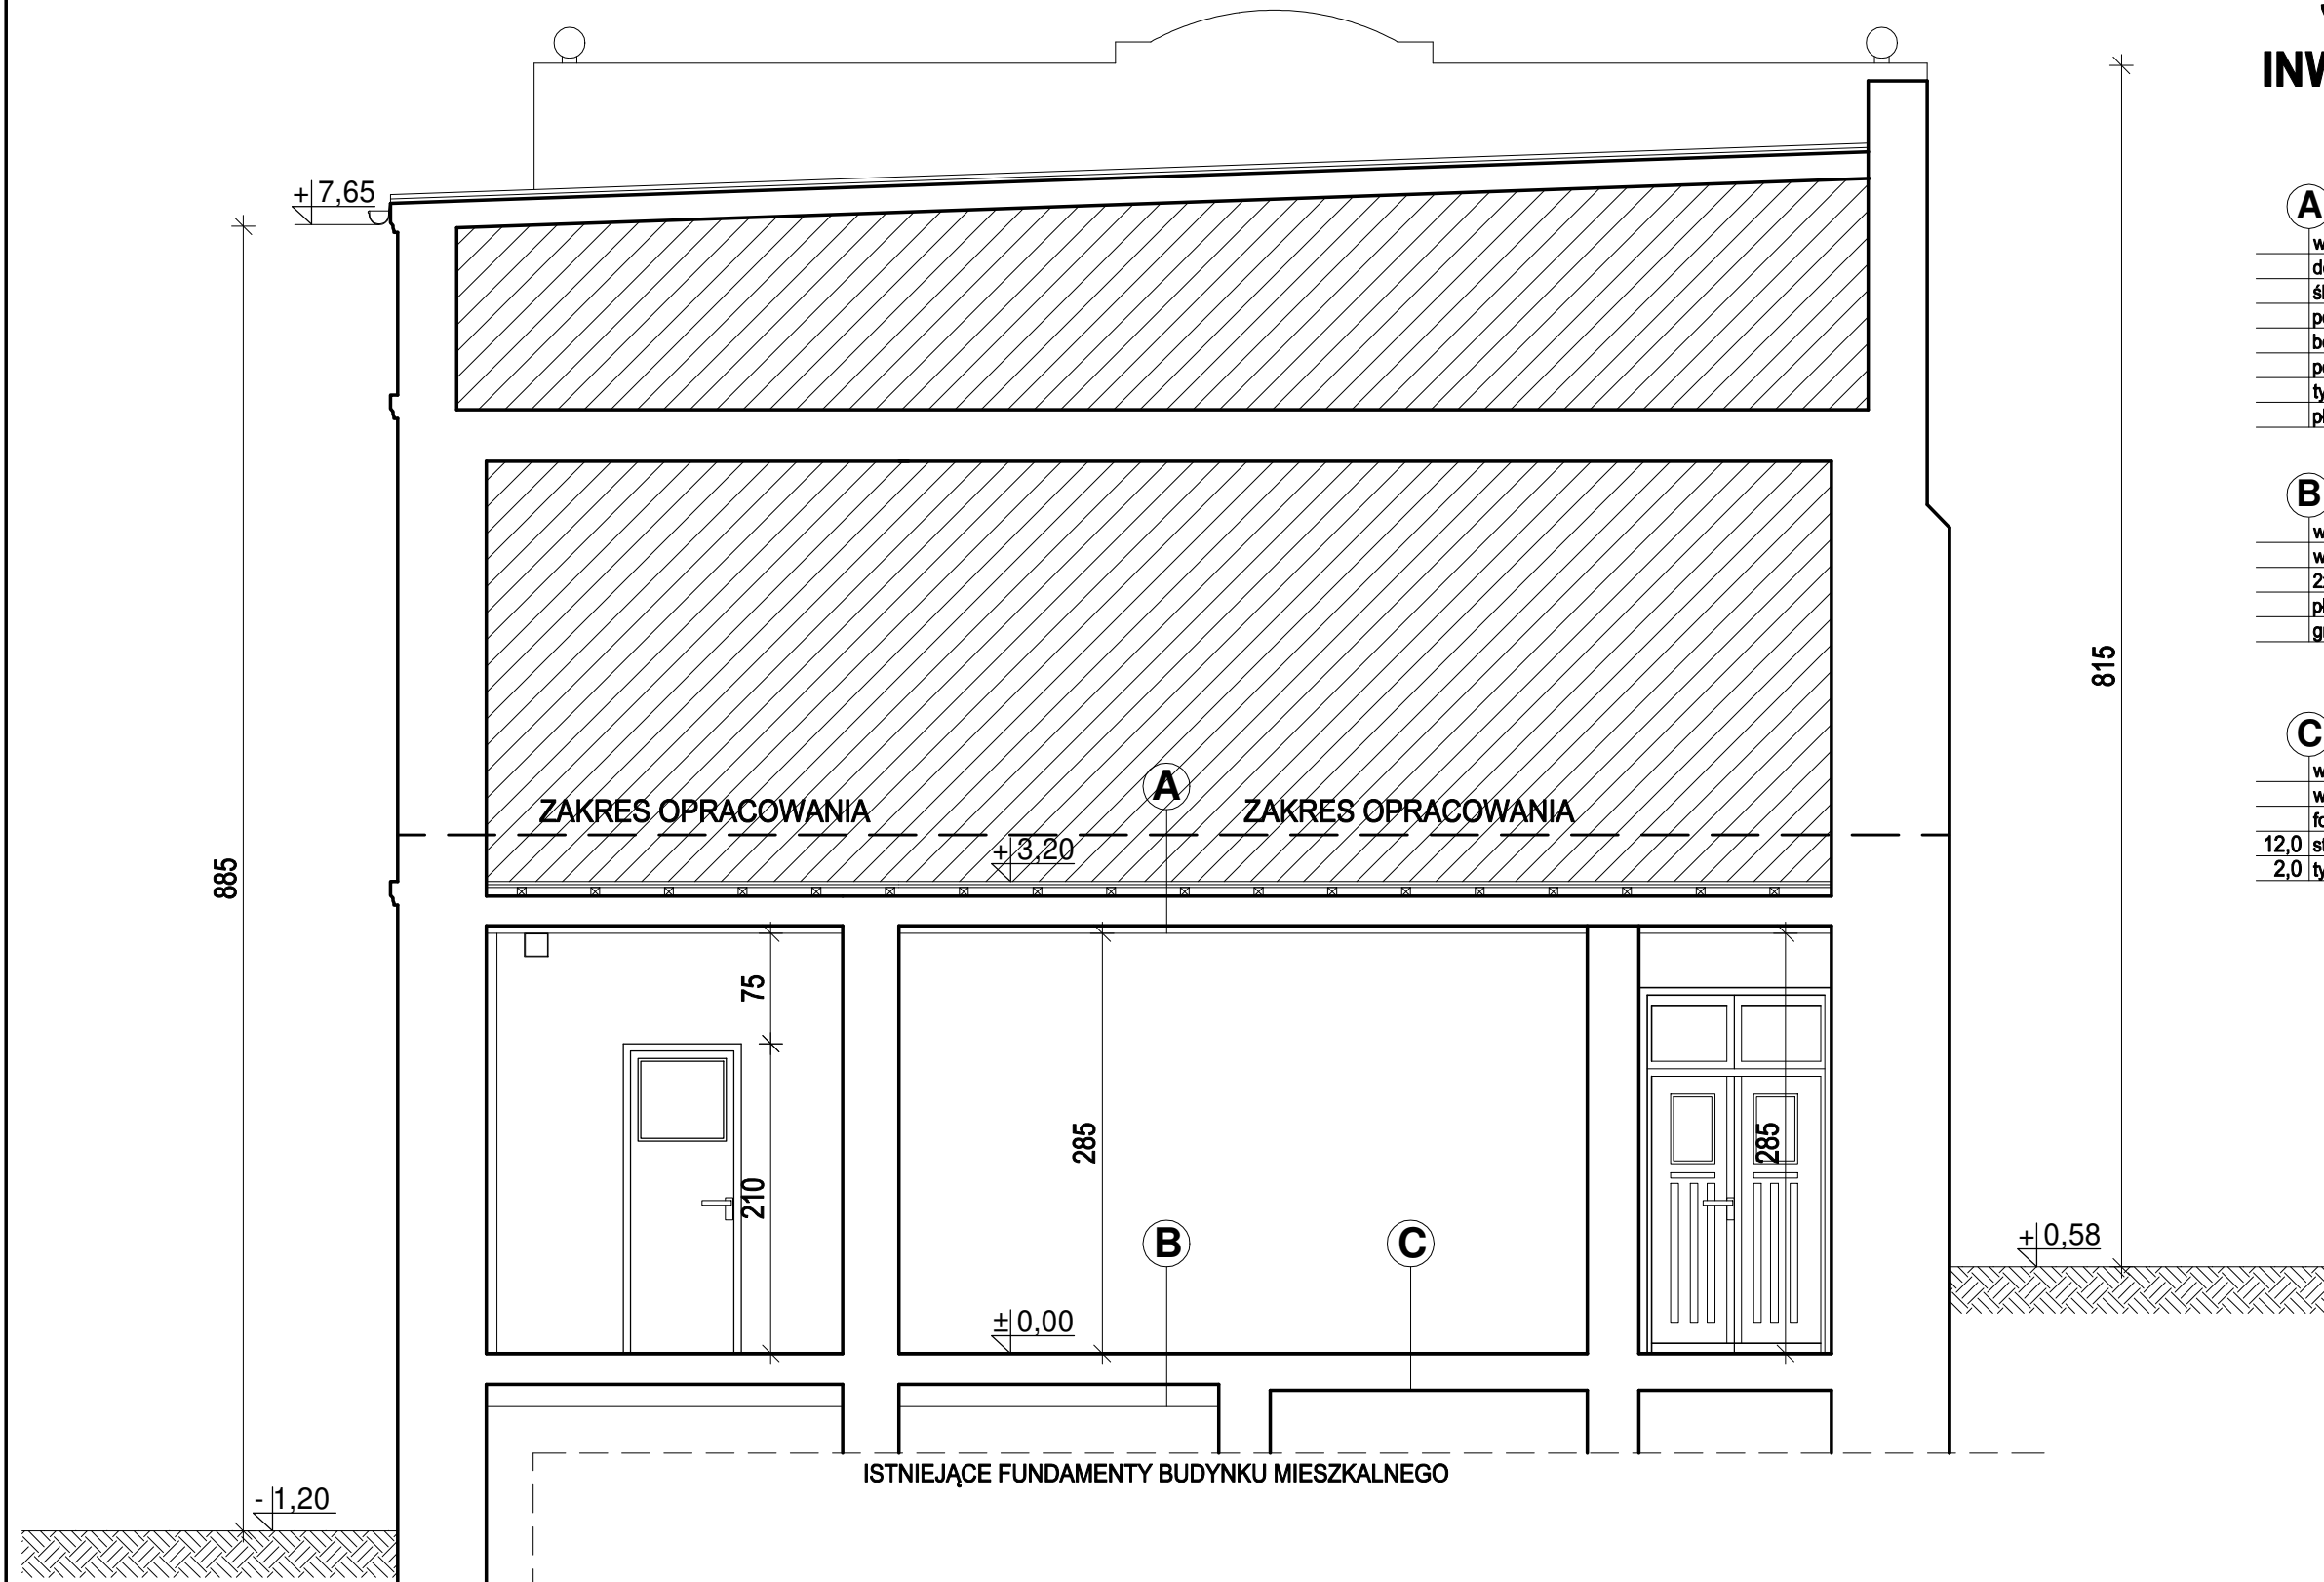 INW
+ 7,65
A
B
C
12,0
2,0
815
885
ZAKRES OPRACOWANIA
A
ZAKRES OPRACOWANIA
+ 3,20
75
285
285
210
B
C
+ 0,58
± 0,00
ISTNIEJĄCE FUNDAMENTY BUDYNKU MIESZKALNEGO
- 1,20